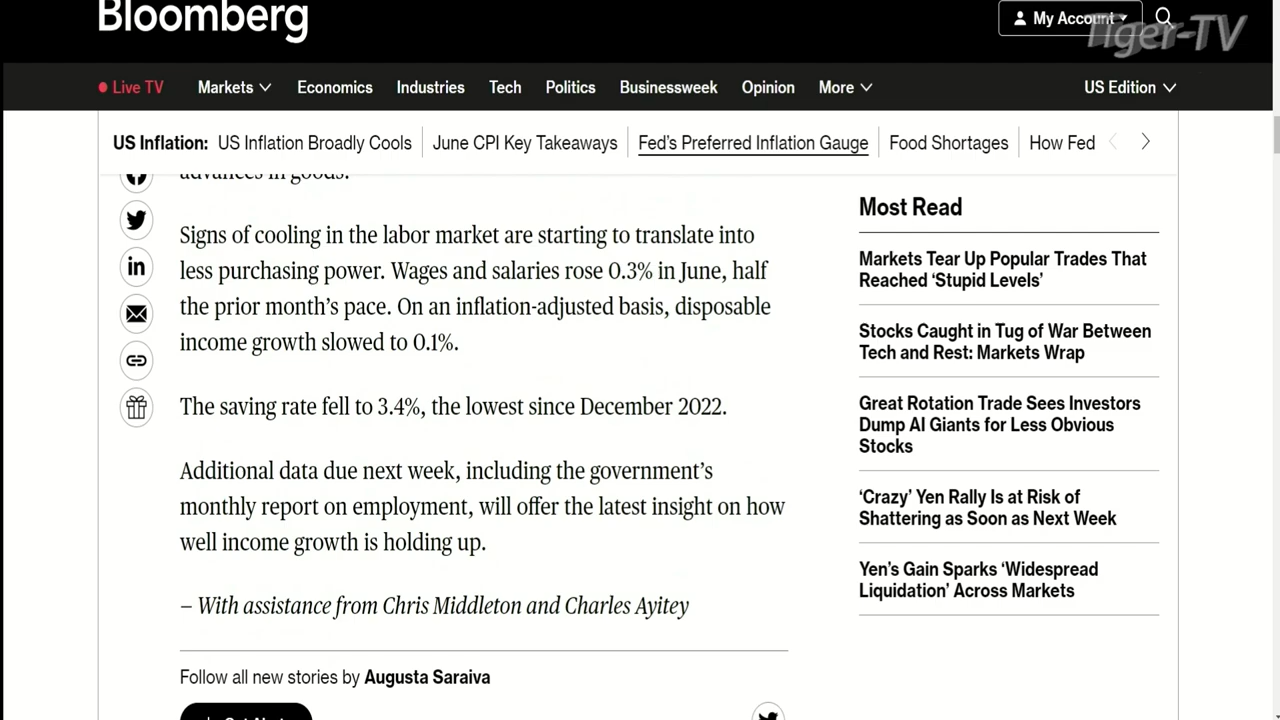 Bloomberg
My Account
Tiger-TV
Live TV
Markets
Economics
Industries
Tech
Politics
Businessweek
Opinion
More
US Edition
US Inflation:
US Inflation Broadly Cools
June CPI Key Takeaways
Fed's Preferred Inflation Gauge
Food Shortages
How Fed
advances in goods.
Signs of cooling in the labor market are starting to translate into
less purchasing power. Wages and salaries rose 0.3% in June, half
the prior month's pace. On an inflation-adjusted basis, disposable
income growth slowed to 0.1%.
The saving rate fell to 3.4%, the lowest since December 2022.
Additional data due next week, including the government's
monthly report on employment, will offer the latest insight on how
well income growth is holding up.
– With assistance from Chris Middleton and Charles Ayitey
Follow all new stories by Augusta Saraiva
Most Read
Markets Tear Up Popular Trades That
Reached 'Stupid Levels'
Stocks Caught in Tug of War Between
Tech and Rest: Markets Wrap
Great Rotation Trade Sees Investors
Dump AI Giants for Less Obvious
Stocks
'Crazy' Yen Rally Is at Risk of
Shattering as Soon as Next Week
Yen's Gain Sparks 'Widespread
Liquidation' Across Markets